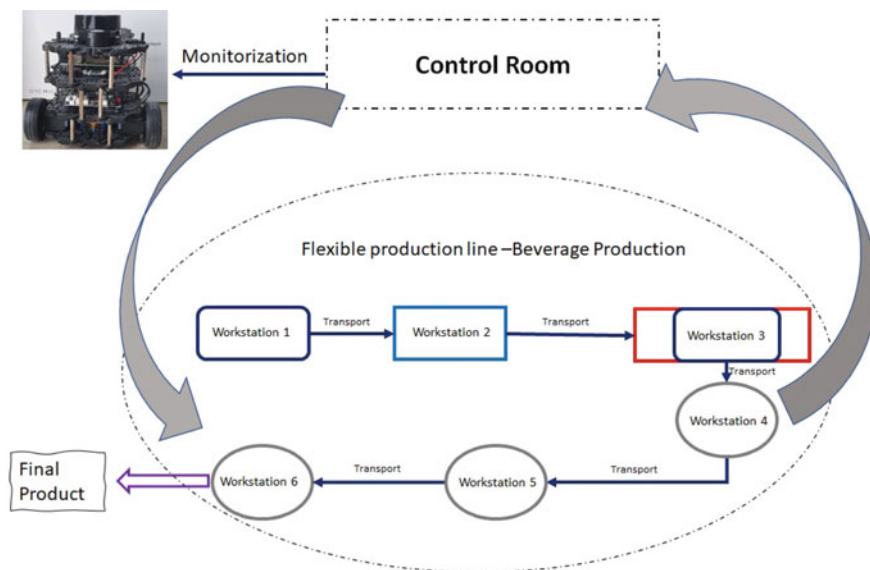 Monitorization
Control Room
Flexible production line –Beverage Production
Workstation 1
Transport
Workstation 2
Transport
Workstation 3
Transport
Workstation 4
Transport
Workstation 5
Transport
Workstation 6
Final
Product